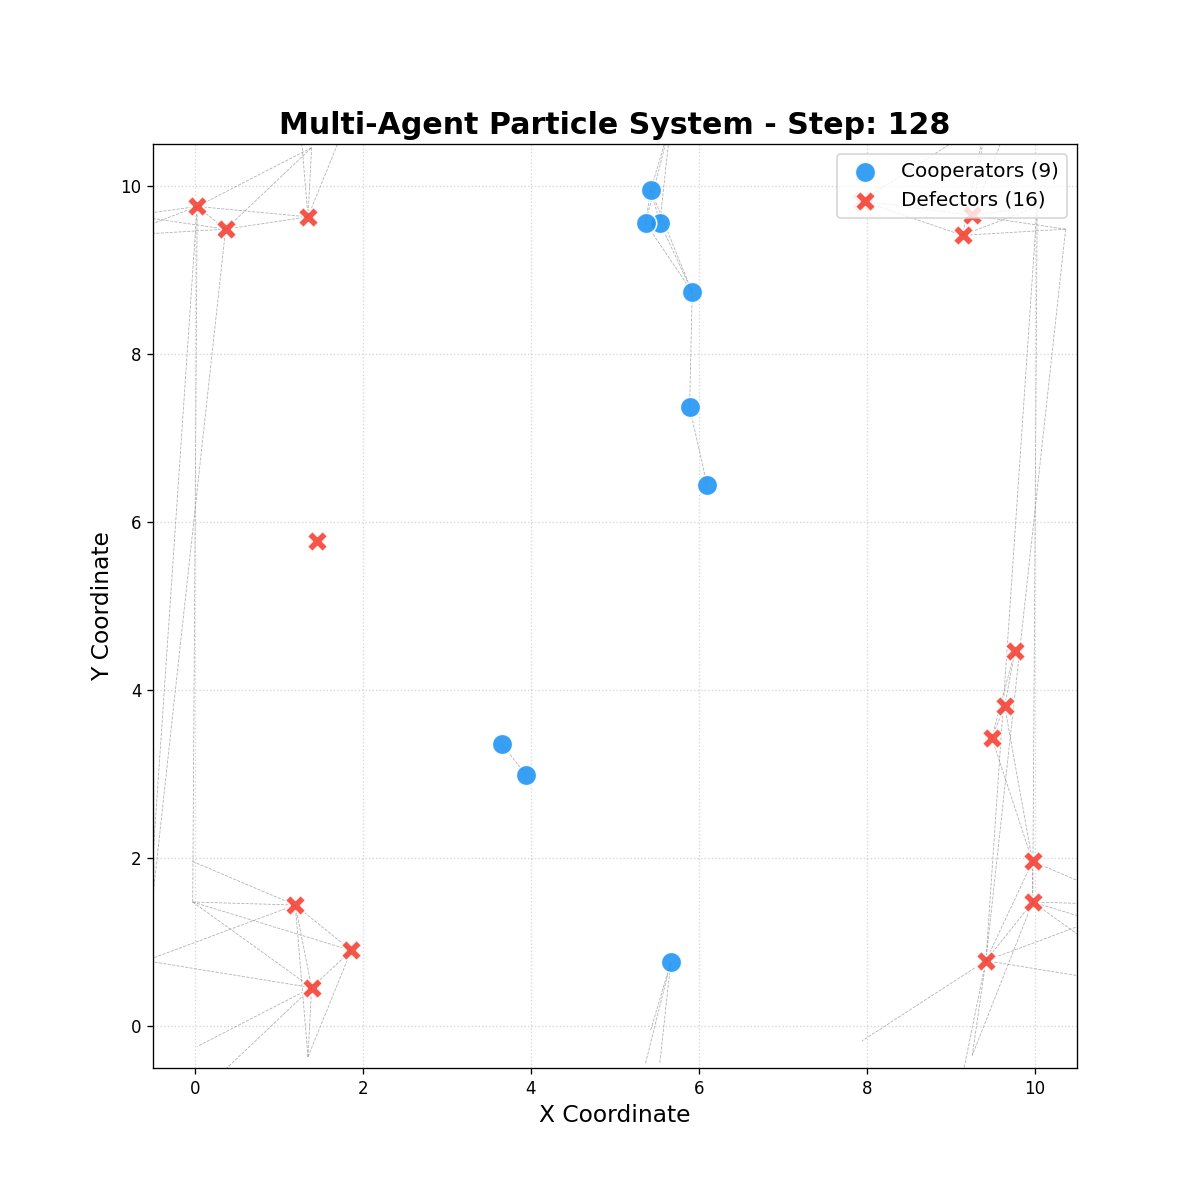 Multi-Agent Particle System - Step: 128
Cooperators (9)
Defectors (16)
10
8
6
4
2
0
Y Coordinate
0 2 4 6 8 10
X Coordinate